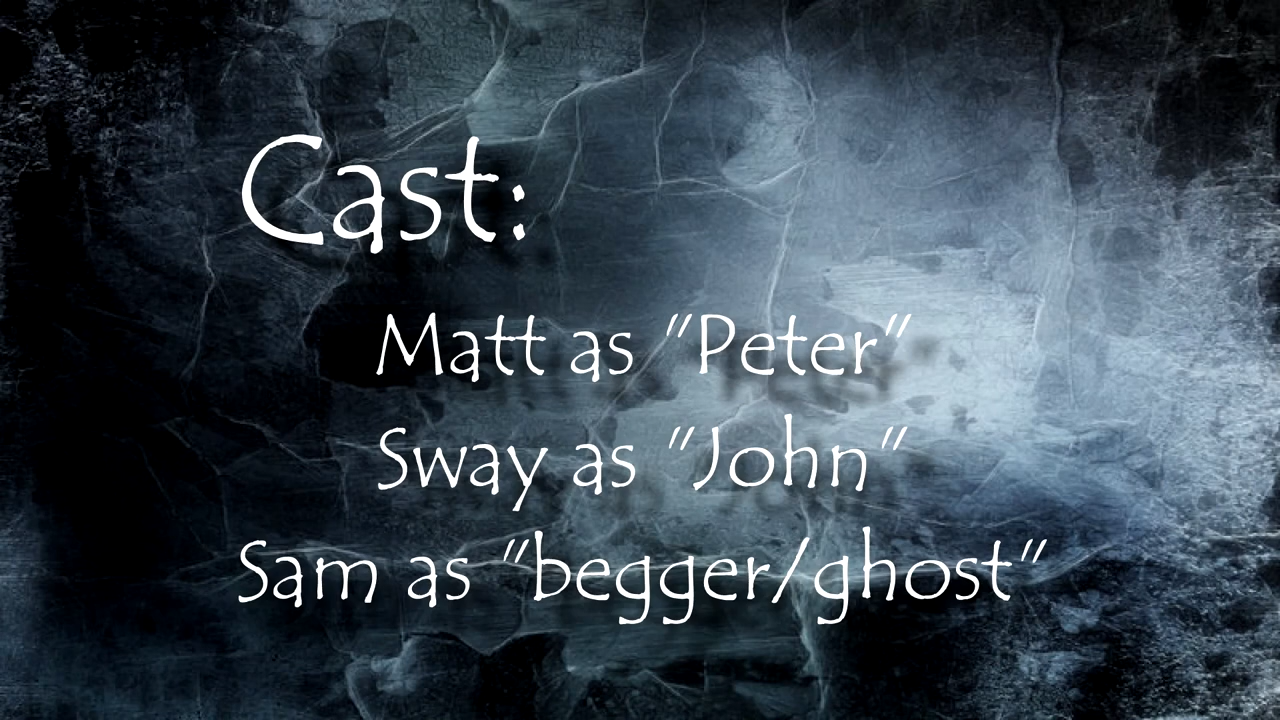 Cast:
Matt as "Peter"
Sway as "John"
Sam as "begger/ghost"